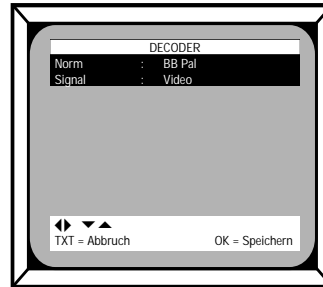 DECODER
Norm : BB Pal
Signal : Video
TXT = Abbruch OK = Speichern